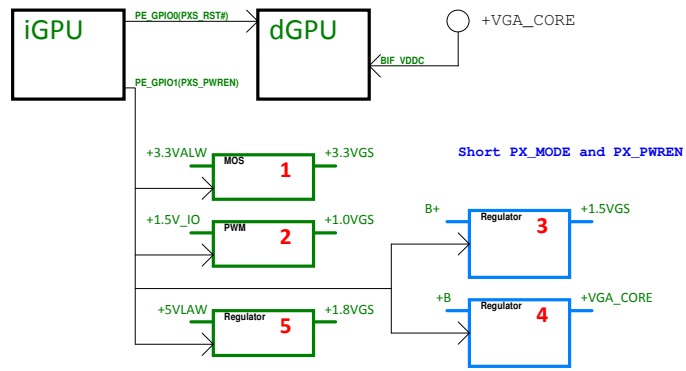 iGPU
PE_GPIO0(PXS_RST#)
dGPU
+VGA_CORE
BIF_VDDC
PE_GPIO1(PXS_PWREN)
+3.3VALW
MOS
1
+3.3VGS
Short PX_MODE and PX_PWREN
+1.5V_IO
PWM
2
+1.0VGS
B+
Regulator
3
+1.5VGS
+5VLAW
Regulator
5
+1.8VGS
+B
Regulator
4
+VGA_CORE